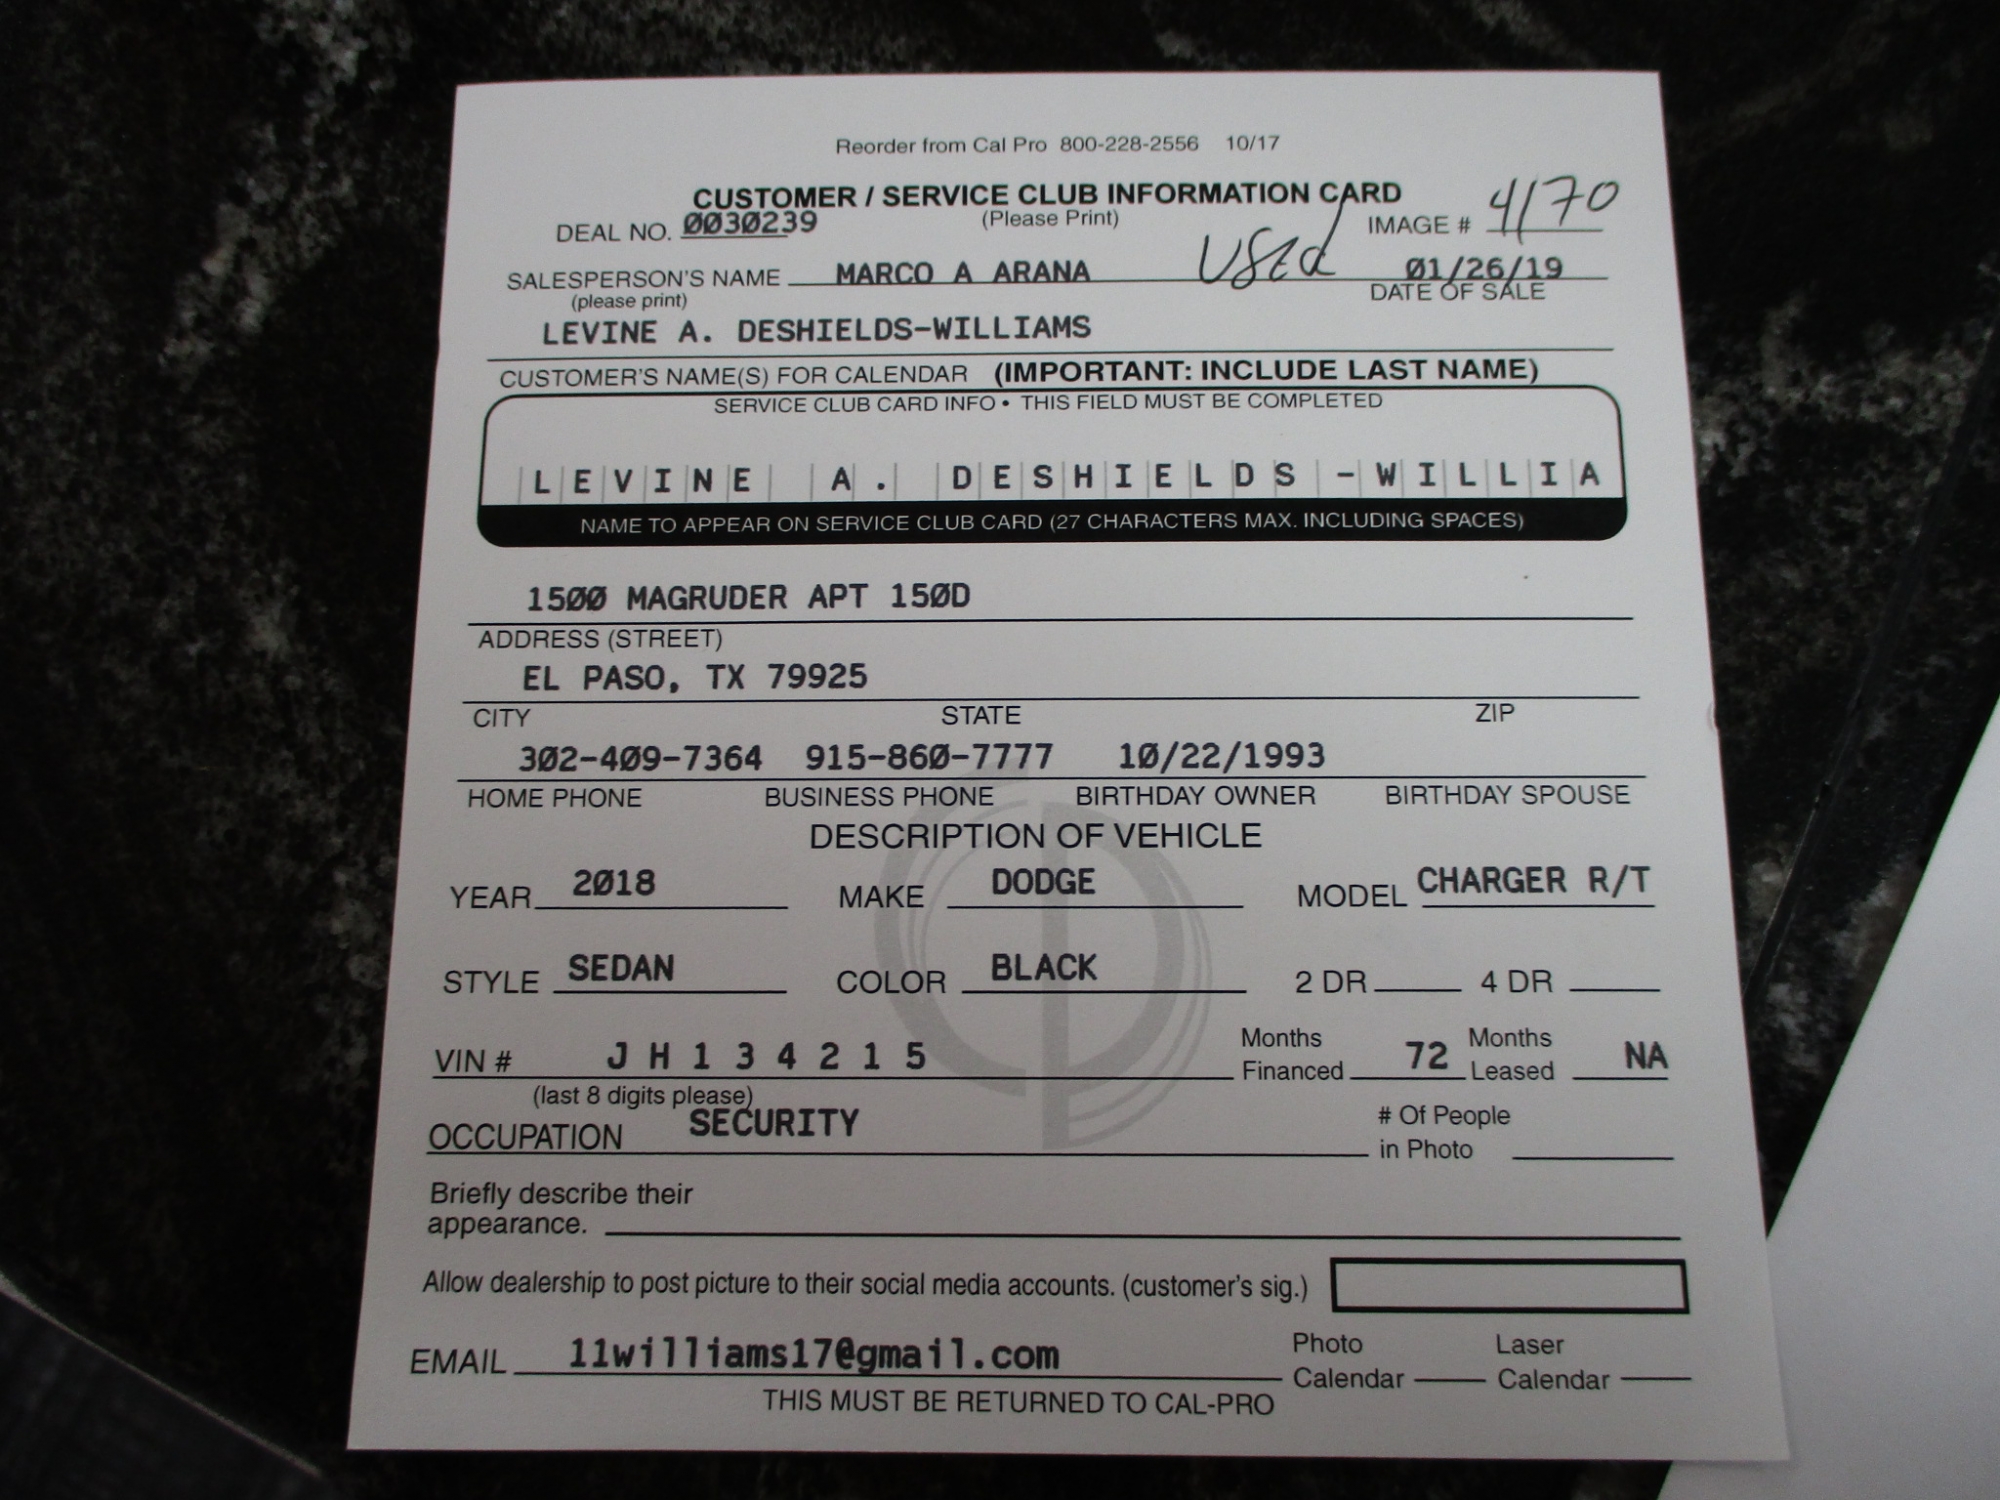 Reorder from Cal Pro 800-228-2556 10/17
CUSTOMER / SERVICE CLUB INFORMATION CARD
(Please Print)
DEAL NO. 0030239
IMAGE # 4170
Used
SALESPERSON'S NAME MARCO A ARANA
(please print)
01/26/19
DATE OF SALE
LEVINE A. DESHIELDS-WILLIAMS
CUSTOMER'S NAME(S) FOR CALENDAR (IMPORTANT: INCLUDE LAST NAME)
SERVICE CLUB CARD INFO • THIS FIELD MUST BE COMPLETED
LEVINE A. DESHIELDS-WILLIA
NAME TO APPEAR ON SERVICE CLUB CARD (27 CHARACTERS MAX. INCLUDING SPACES)
1500 MAGRUDER APT 150D
ADDRESS (STREET)
EL PASO, TX 79925
CITY STATE ZIP
302-409-7364 915-860-7777 10/22/1993
HOME PHONE BUSINESS PHONE BIRTHDAY OWNER BIRTHDAY SPOUSE
DESCRIPTION OF VEHICLE
YEAR 2018 MAKE DODGE MODEL CHARGER R/T
STYLE SEDAN COLOR BLACK 2 DR 4 DR
VIN # JH134215
(last 8 digits please)
Months Financed 72 Months Leased NA
OCCUPATION SECURITY
# Of People in Photo
Briefly describe their
appearance.
Allow dealership to post picture to their social media accounts. (customer's sig.)
EMAIL 11williams17@gmail.com
Photo Calendar Laser Calendar
THIS MUST BE RETURNED TO CAL-PRO